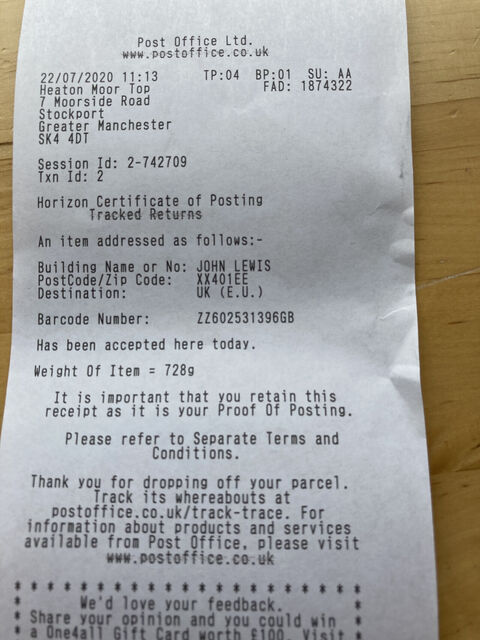 Post Office Ltd.
www.postoffice.co.uk
22/07/2020 11:13 TP:04 BP:01 SU: AA
Heaton Moor Top FAD: 1874322
7 Moorside Road
Stockport
Greater Manchester
SK4 4DT
Session Id: 2-742709
Txn Id: 2
Horizon Certificate of Posting
Tracked Returns
An item addressed as follows:-
Building Name or No: JOHN LEWIS
PostCode/Zip Code: XX401EE
Destination: UK (E.U.)
Barcode Number: ZZ602531396GB
Has been accepted here today.
Weight Of Item = 728g
It is important that you retain this
receipt as it is your Proof Of Posting.
Please refer to Separate Terms and
Conditions.
Thank you for dropping off your parcel.
Track its whereabouts at
postoffice.co.uk/track-trace. For
information about products and services
available from Post Office, please visit
www.postoffice.co.uk
* * * * * * * * * * * * * * * * * * * *
* We'd love your feedback. *
* Share your opinion and you could win *
* a One4all Gift Card worth £100. Visit *